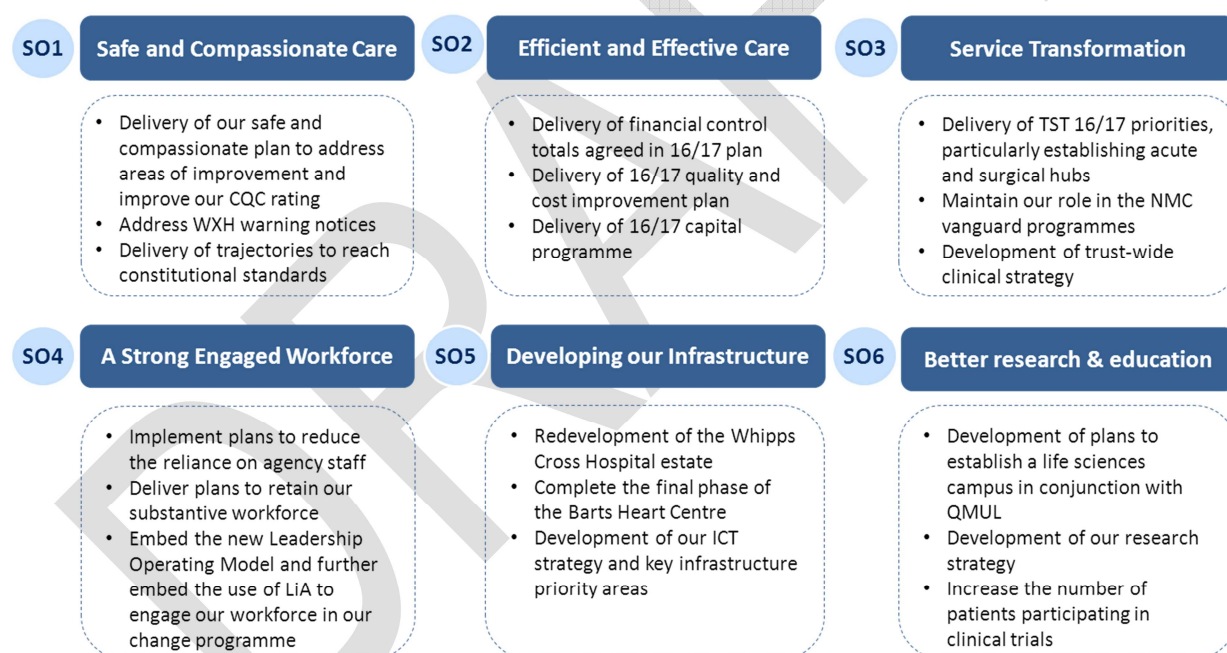 SO1
Safe and Compassionate Care
• Delivery of our safe and
compassionate plan to address
areas of improvement and
improve our CQC rating
• Address WXH warning notices
• Delivery of trajectories to reach
constitutional standards
SO2
Efficient and Effective Care
• Delivery of financial control
totals agreed in 16/17 plan
• Delivery of 16/17 quality and
cost improvement plan
• Delivery of 16/17 capital
programme
SO3
Service Transformation
• Delivery of TST 16/17 priorities,
particularly establishing acute
and surgical hubs
• Maintain our role in the NMC
vanguard programmes
• Development of trust-wide
clinical strategy
SO4
A Strong Engaged Workforce
• Implement plans to reduce
the reliance on agency staff
• Deliver plans to retain our
substantive workforce
• Embed the new Leadership
Operating Model and further
embed the use of LiA to
engage our workforce in our
change programme
SO5
Developing our Infrastructure
• Redevelopment of the Whipps
Cross Hospital estate
• Complete the final phase of
the Barts Heart Centre
• Development of our ICT
strategy and key infrastructure
priority areas
SO6
Better research & education
• Development of plans to
establish a life sciences
campus in conjunction with
QMUL
• Development of our research
strategy
• Increase the number of
patients participating in
clinical trials